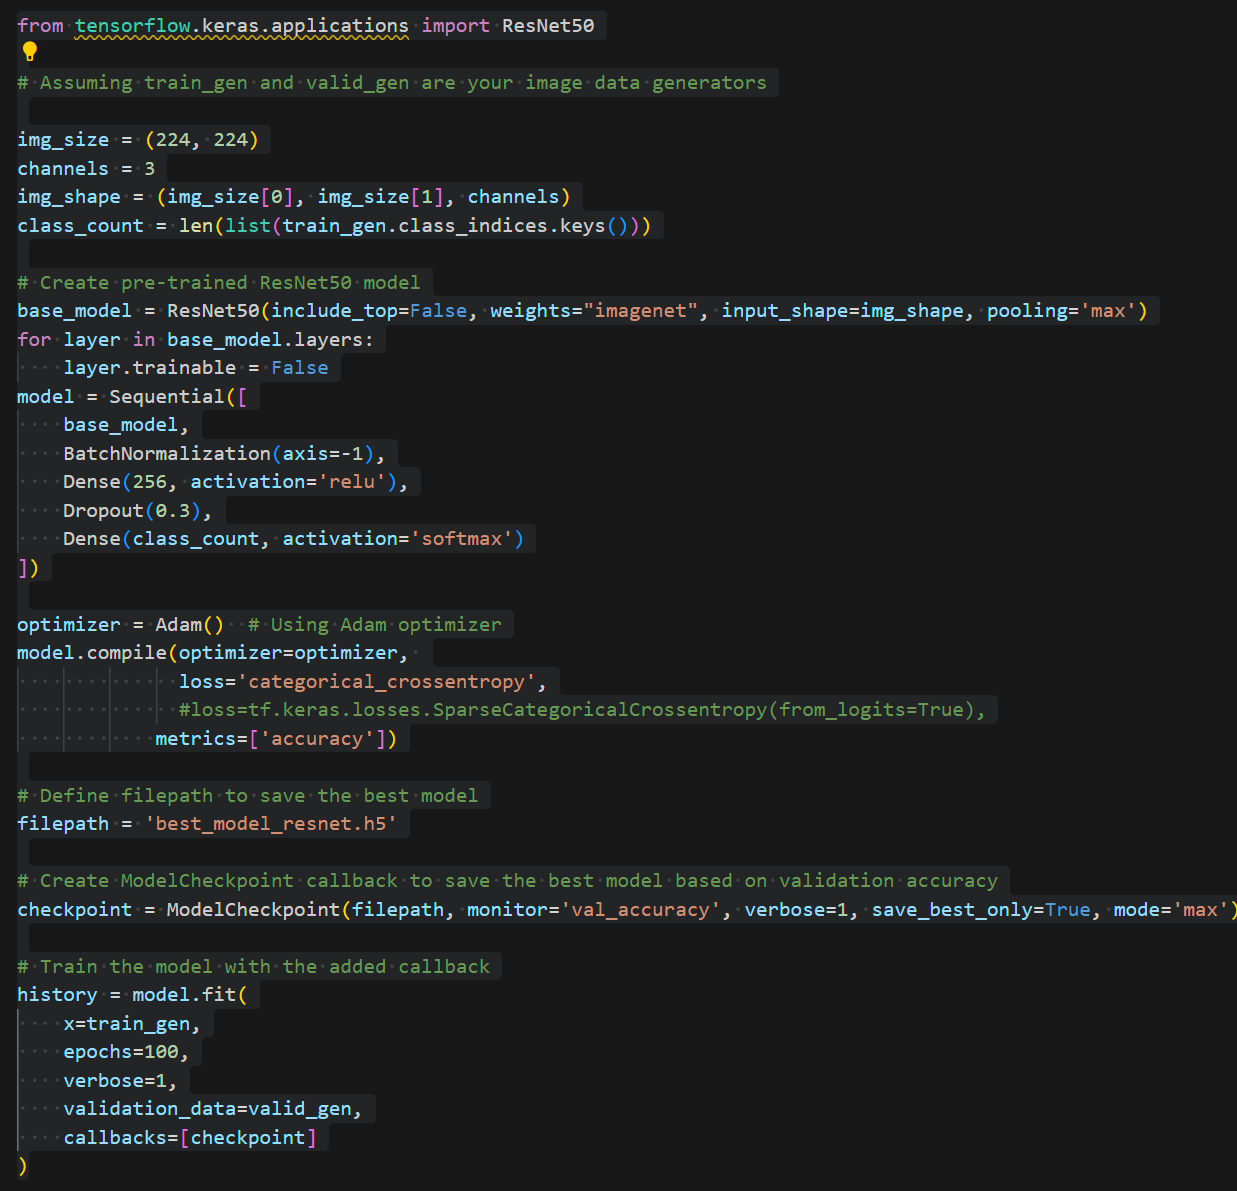 from tensorflow.keras.applications import ResNet50
# Assuming train_gen and valid_gen are your image data generators
img_size = (224, 224)
channels = 3
img_shape = (img_size[0], img_size[1], channels)
class_count = len(list(train_gen.class_indices.keys()))
# Create pre-trained ResNet50 model
base_model = ResNet50(include_top=False, weights="imagenet", input_shape=img_shape, pooling='max')
for layer in base_model.layers:
    layer.trainable = False
model = Sequential([
    base_model,
    BatchNormalization(axis=-1),
    Dense(256, activation='relu'),
    Dropout(0.3),
    Dense(class_count, activation='softmax')
])
optimizer = Adam()  # Using Adam optimizer
model.compile(optimizer=optimizer,
              loss='categorical_crossentropy',
              #loss=tf.keras.losses.SparseCategoricalCrossentropy(from_logits=True),
            metrics=['accuracy'])
# Define filepath to save the best model
filepath = 'best_model_resnet.h5'
# Create ModelCheckpoint callback to save the best model based on validation accuracy
checkpoint = ModelCheckpoint(filepath, monitor='val_accuracy', verbose=1, save_best_only=True, mode='max')
# Train the model with the added callback
history = model.fit(
    x=train_gen,
    epochs=100,
    verbose=1,
    validation_data=valid_gen,
    callbacks=[checkpoint]
)